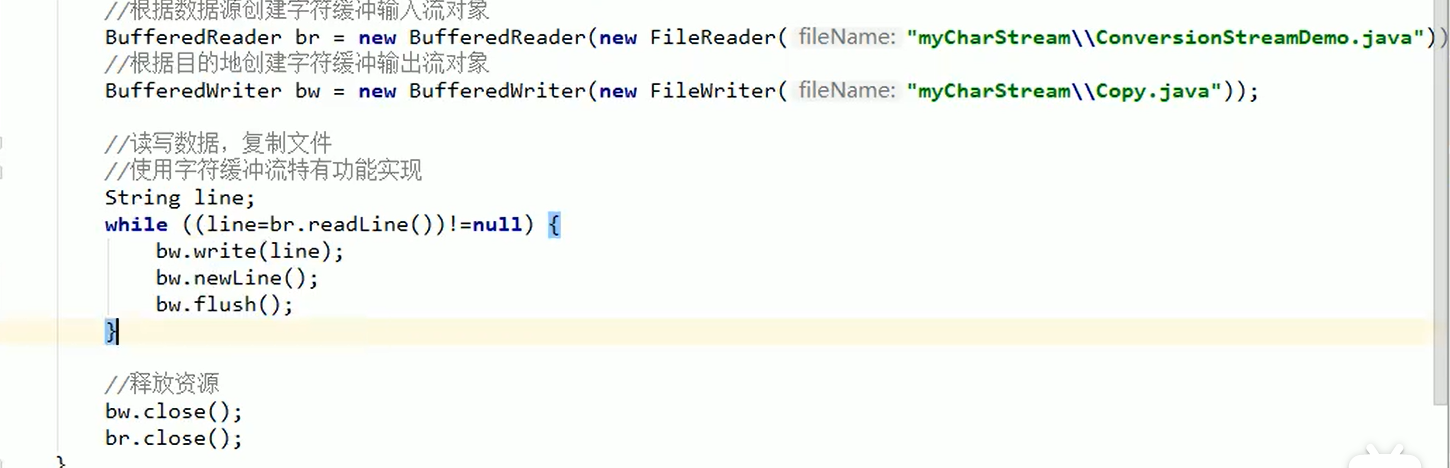 //根据数据源创建字符缓冲输入流对象
BufferedReader br = new BufferedReader(new FileReader( fileName: "myCharStream\\ConversionStreamDemo.java"))
//根据目的地创建字符缓冲输出流对象
BufferedWriter bw = new BufferedWriter(new FileWriter( fileName: "myCharStream\\Copy.java"));
//读写数据，复制文件
//使用字符缓冲流特有功能实现
String line;
while ((line=br.readLine())!=null) {
bw.write(line);
bw.newLine();
bw.flush();
}
//释放资源
bw.close();
br.close();
}